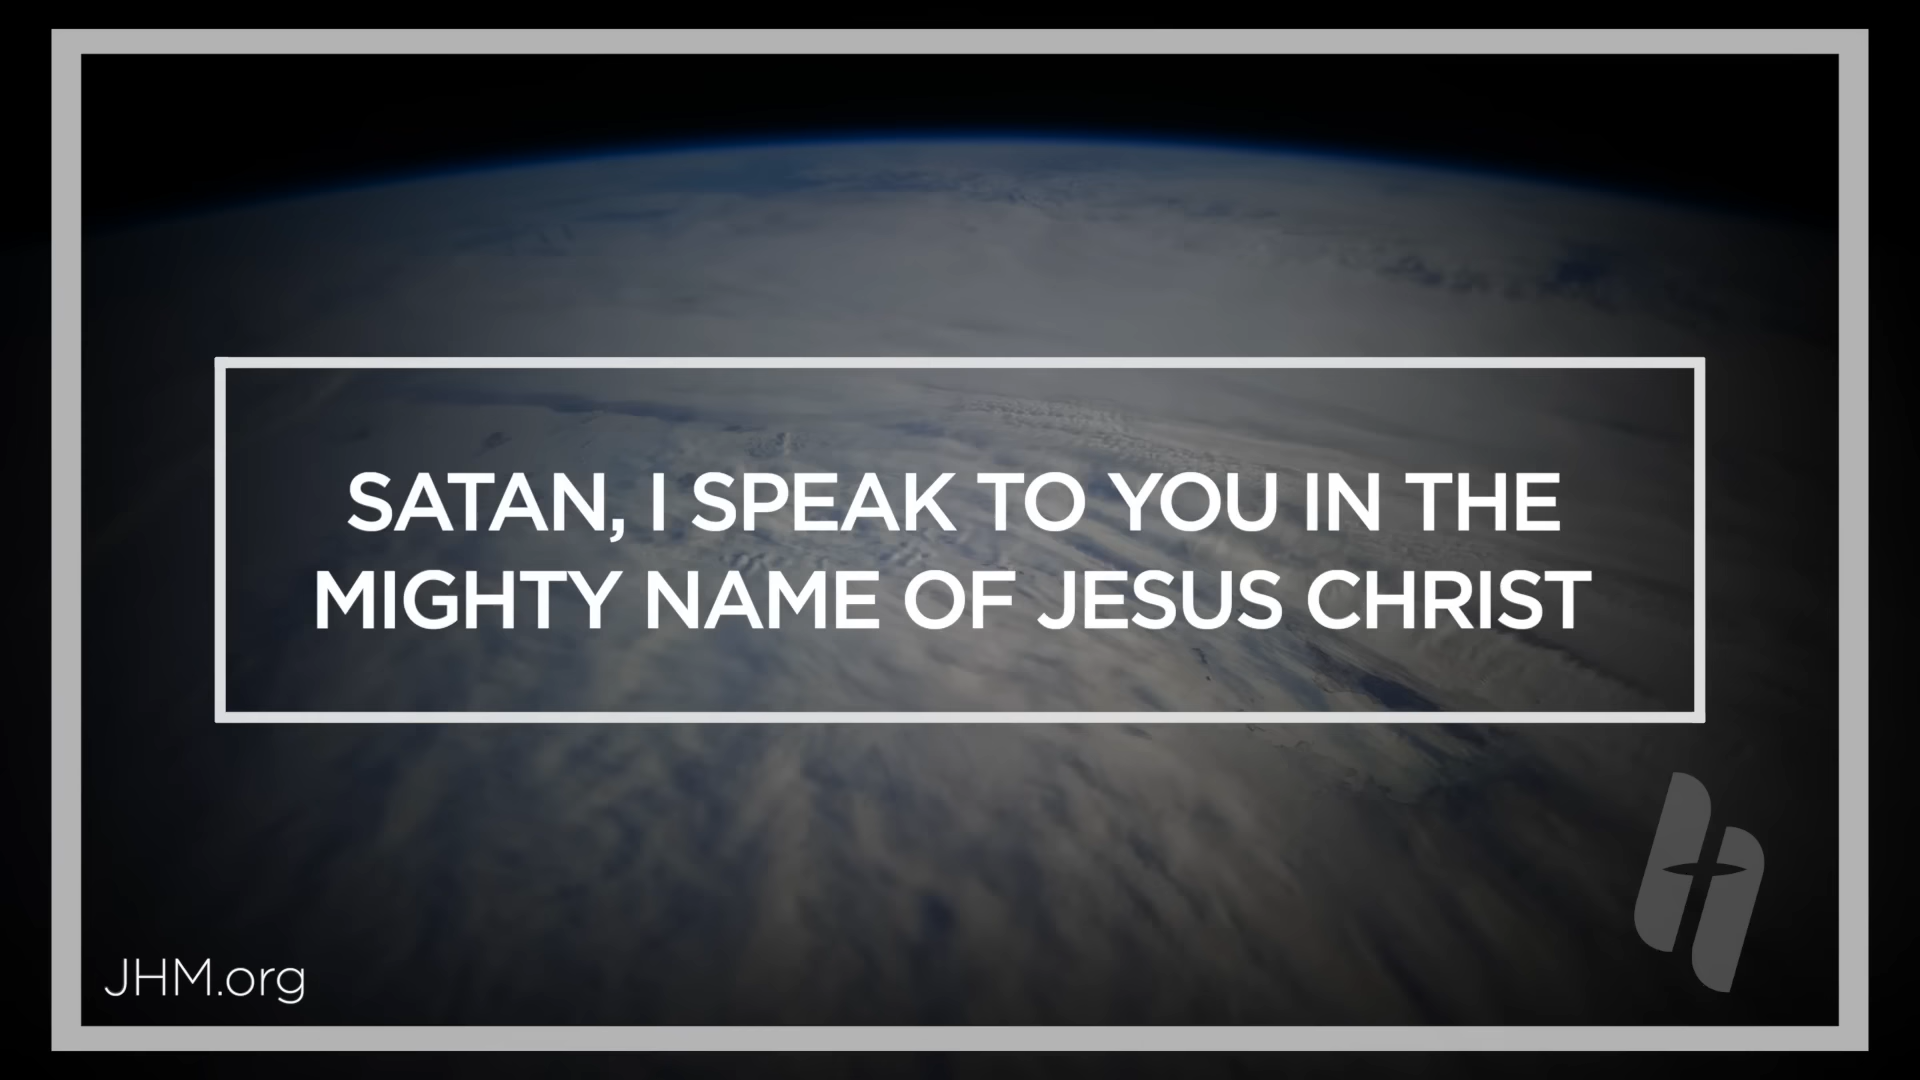 SATAN, I SPEAK TO YOU IN THE
MIGHTY NAME OF JESUS CHRIST
JHM.org